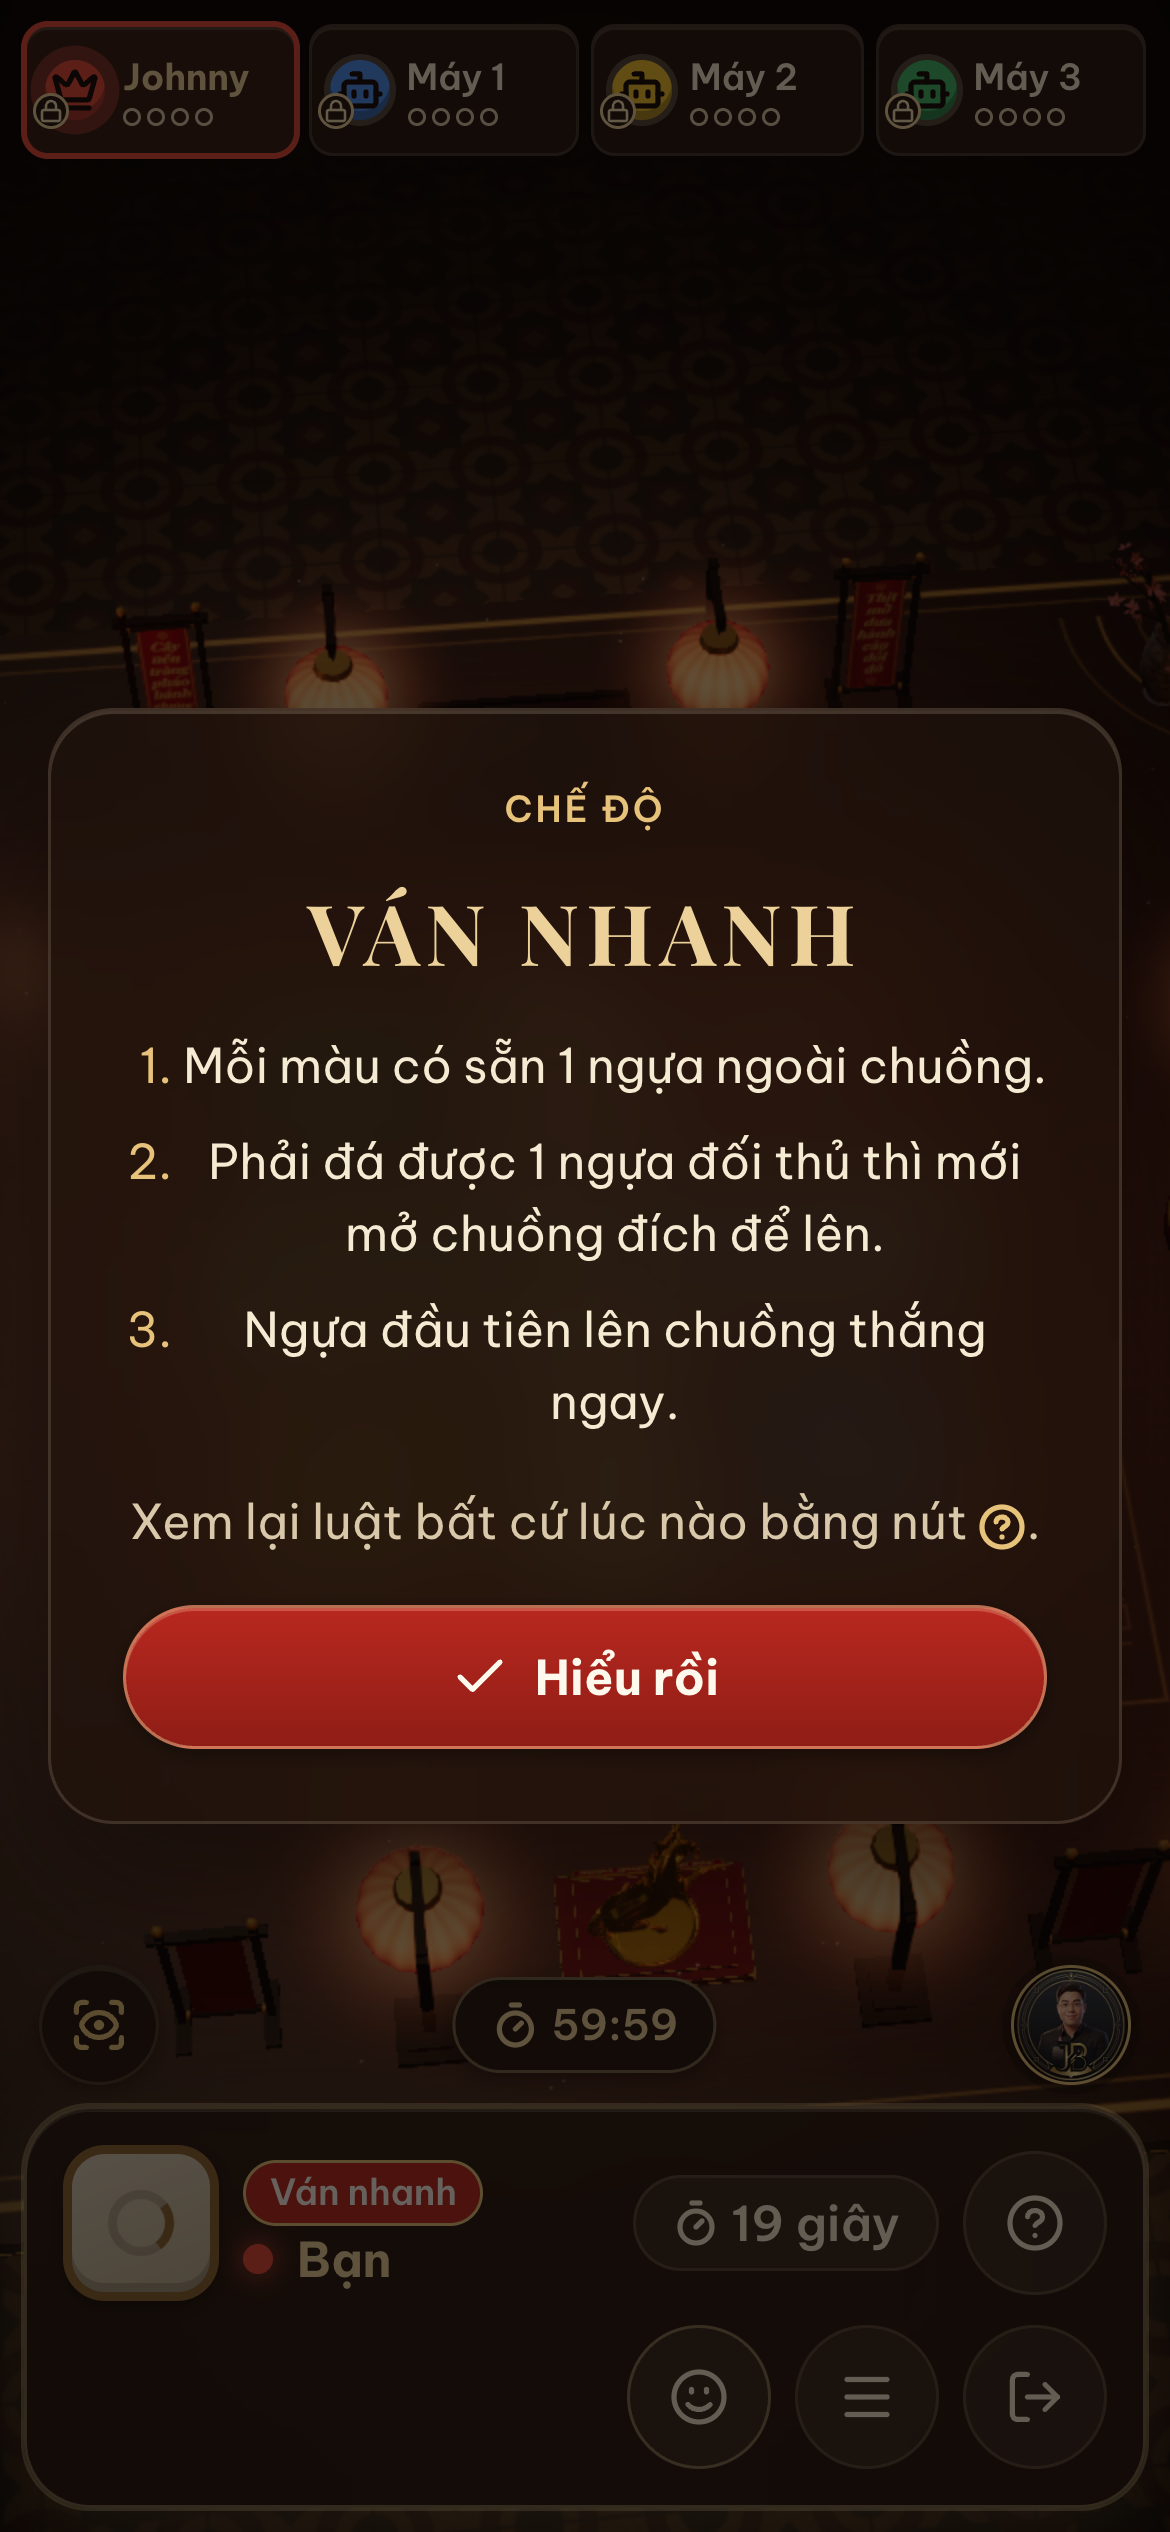 Johnny
Máy 1
Máy 2
Máy 3
CHẾ ĐỘ
VÁN NHANH
1. Mỗi màu có sẵn 1 ngựa ngoài chuồng.
2. Phải đá được 1 ngựa đối thủ thì mới
mở chuồng đích để lên.
3. Ngựa đầu tiên lên chuồng thắng
ngay.
Xem lại luật bất cứ lúc nào bằng nút ?.
Hiểu rồi
59:59
JB
Ván nhanh
Bạn
19 giây